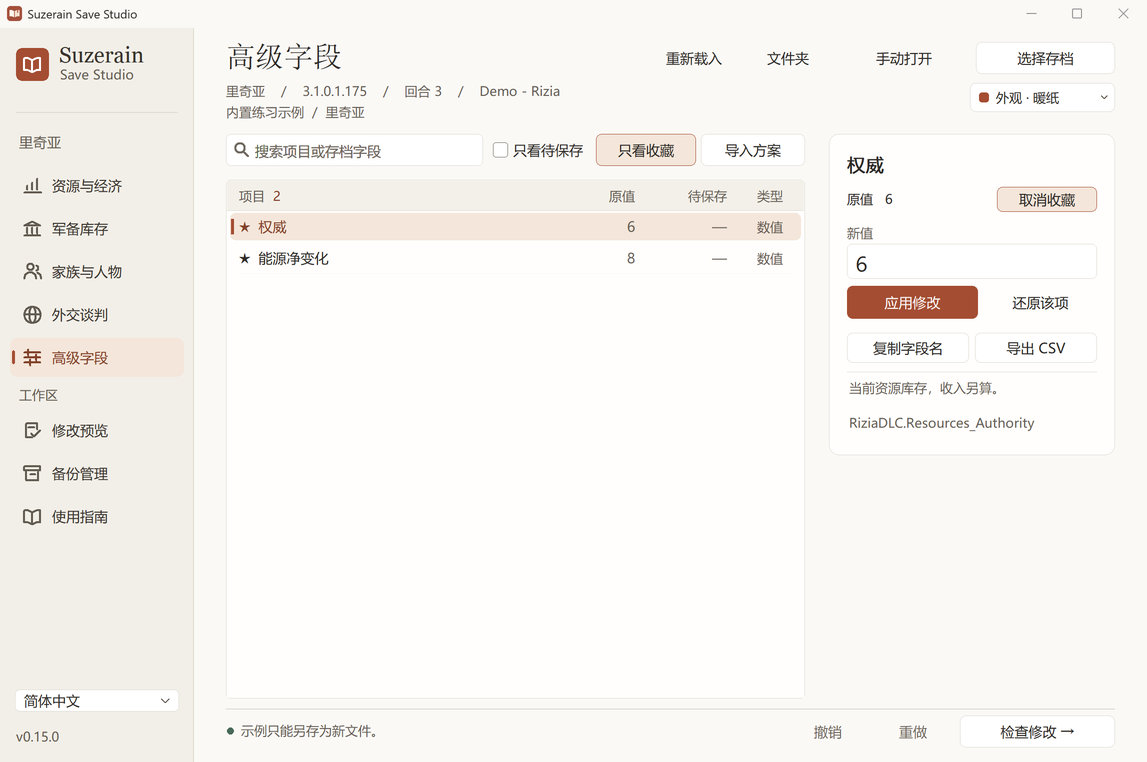 Suzerain Save Studio
Suzerain
Save Studio
里奇亚
资源与经济
军备库存
家族与人物
外交谈判
高级字段
工作区
修改预览
备份管理
使用指南
简体中文
v0.15.0
高级字段
重新载入
文件夹
手动打开
选择存档
里奇亚 / 3.1.0.1.175 / 回合 3 / Demo - Rizia
内置练习示例 / 里奇亚
外观 · 暖纸
搜索项目或存档字段
只看待保存
只看收藏
导入方案
项目 2 原值 待保存 类型
★ 权威 6 — 数值
★ 能源净变化 8 — 数值
权威
原值 6
取消收藏
新值
6
应用修改
还原该项
复制字段名
导出 CSV
当前资源库存，收入另算。
RiziaDLC.Resources_Authority
示例只能另存为新文件。
撤销
重做
检查修改 →